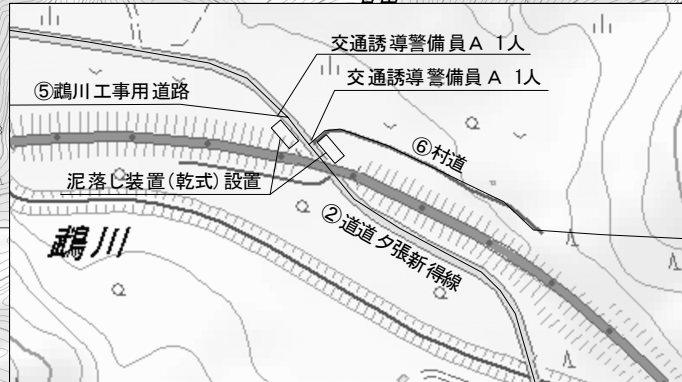 交通誘導警備員A 1人
交通誘導警備員A 1人
⑤鵡川工事用道路
⑥村道
泥落し装置(乾式)設置
②道道夕張新得線
鵡川